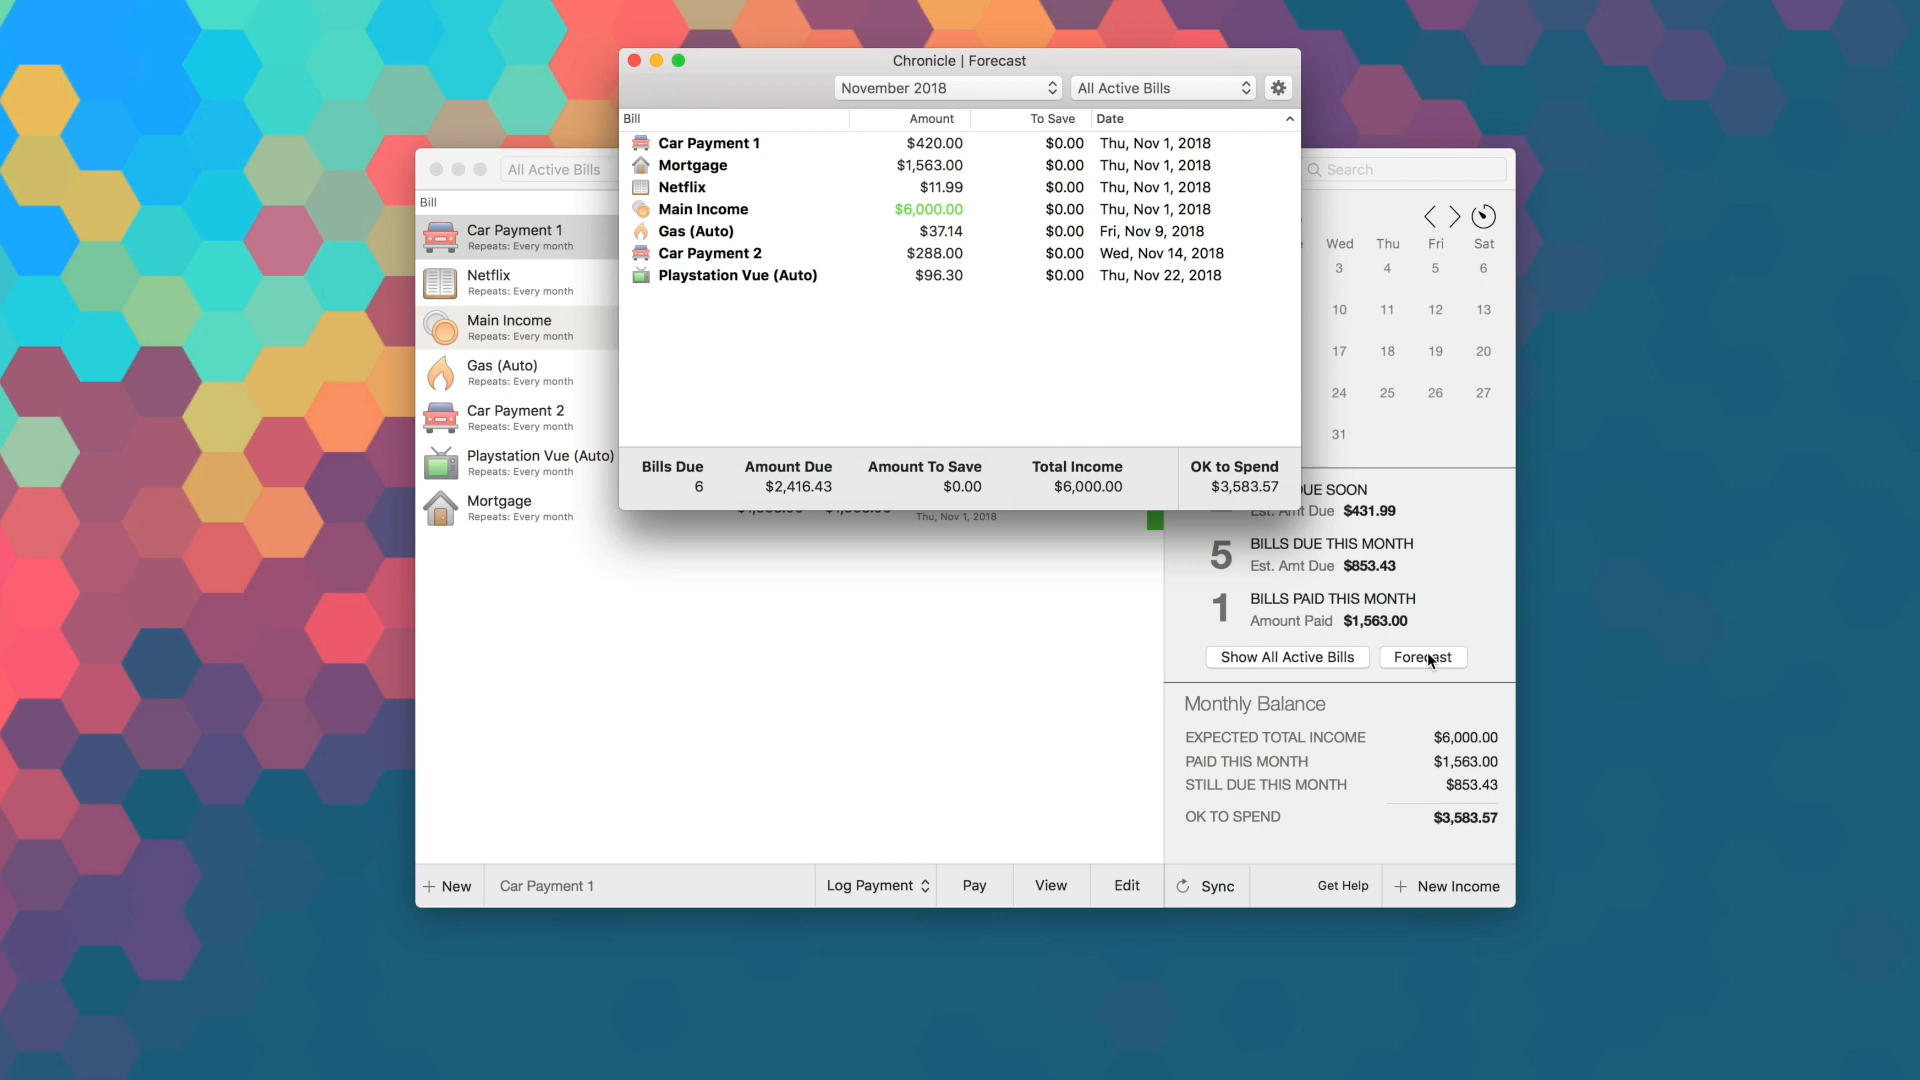 Chronicle | Forecast
November 2018
All Active Bills
Bill Amount To Save Date
Car Payment 1 $420.00 $0.00 Thu, Nov 1, 2018
Mortgage $1,563.00 $0.00 Thu, Nov 1, 2018
Netflix $11.99 $0.00 Thu, Nov 1, 2018
Main Income $6,000.00 $0.00 Thu, Nov 1, 2018
Gas (Auto) $37.14 $0.00 Fri, Nov 9, 2018
Car Payment 2 $288.00 $0.00 Wed, Nov 14, 2018
Playstation Vue (Auto) $96.30 $0.00 Thu, Nov 22, 2018
Bills Due Amount Due Amount To Save Total Income OK to Spend
6 $2,416.43 $0.00 $6,000.00 $3,583.57
All Active Bills
Search
Bill
Car Payment 1
Repeats: Every month
Netflix
Repeats: Every month
Main Income
Repeats: Every month
Gas (Auto)
Repeats: Every month
Car Payment 2
Repeats: Every month
Playstation Vue (Auto)
Repeats: Every month
Mortgage
Repeats: Every month
Thu, Nov 1, 2018
Wed Thu Fri Sat
3 4 5 6
10 11 12 13
17 18 19 20
24 25 26 27
31
SOON
Due $431.99
5 BILLS DUE THIS MONTH
Est. Amt Due $853.43
1 BILLS PAID THIS MONTH
Amount Paid $1,563.00
Show All Active Bills Forecast
Monthly Balance
EXPECTED TOTAL INCOME $6,000.00
PAID THIS MONTH $1,563.00
STILL DUE THIS MONTH $853.43
OK TO SPEND $3,583.57
+ New Car Payment 1 Log Payment Pay View Edit Sync Get Help + New Income